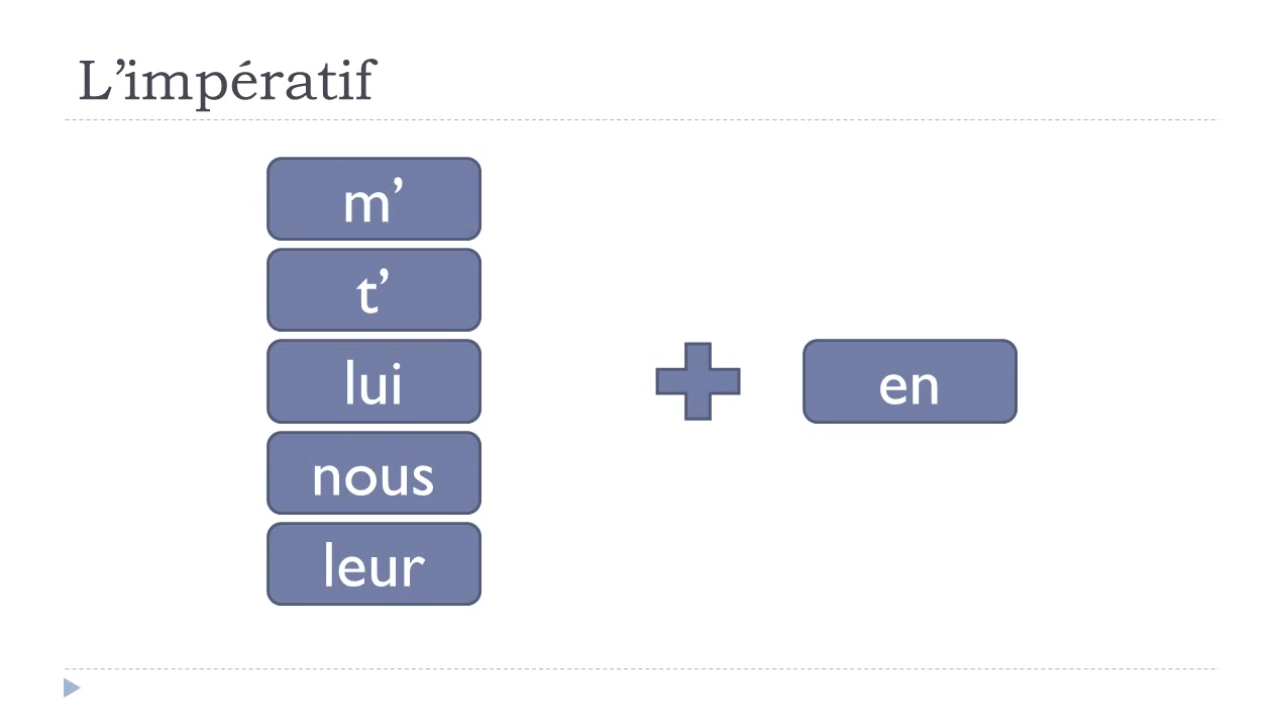 L’impératif
m’
t’
lui
nous
leur
en